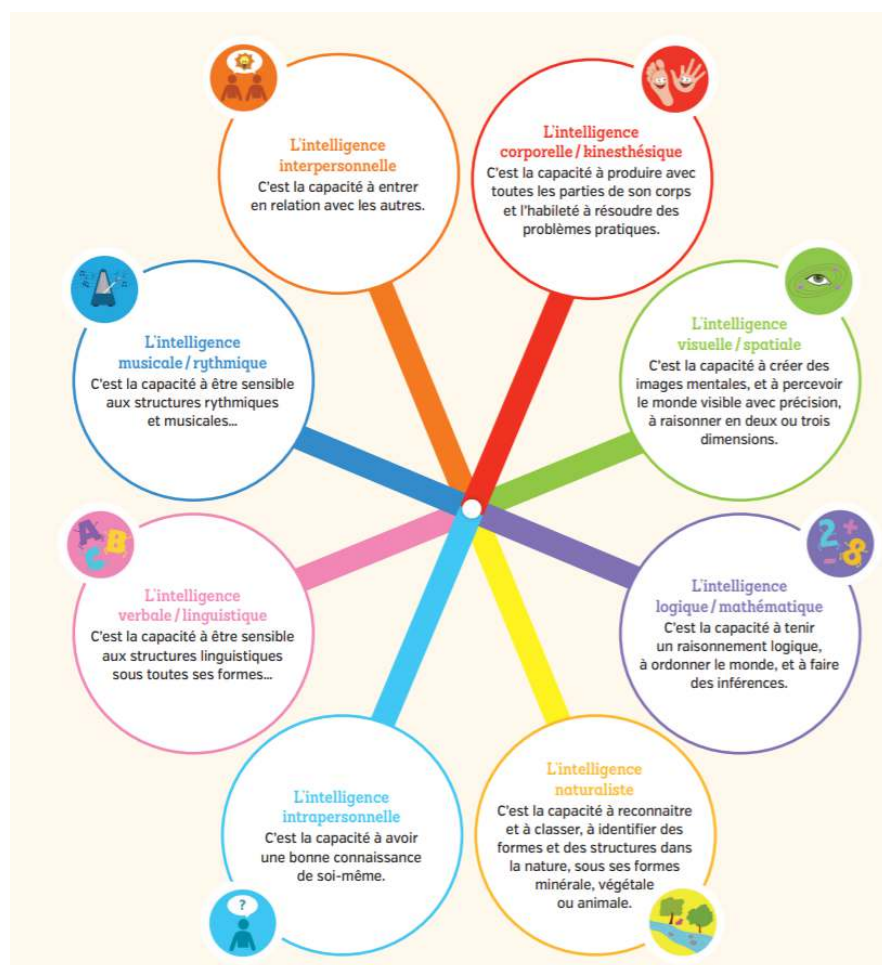 L'intelligence
interpersonnelle
C'est la capacité à entrer
en relation avec les autres.
L'intelligence
corporelle / kinesthésique
C'est la capacité à produire avec
toutes les parties de son corps
et l'habileté à résoudre des
problèmes pratiques.
L'intelligence
musicale / rythmique
C'est la capacité à être sensible
aux structures rythmiques
et musicales...
L'intelligence
visuelle / spatiale
C'est la capacité à créer des
images mentales, et à percevoir
le monde visible avec précision,
à raisonner en deux ou trois
dimensions.
A B
C
L'intelligence
verbale / linguistique
C'est la capacité à être sensible
aux structures linguistiques
sous toutes ses formes...
2 +
- 8
L'intelligence
logique / mathématique
C'est la capacité à tenir
un raisonnement logique,
à ordonner le monde, et à faire
des inférences.
L'intelligence
intrapersonnelle
C'est la capacité à avoir
une bonne connaissance
de soi-même.
?
L'intelligence
naturaliste
C'est la capacité à reconnaitre
et à classer, à identifier des
formes et des structures dans
la nature, sous ses formes
minérale, végétale
ou animale.